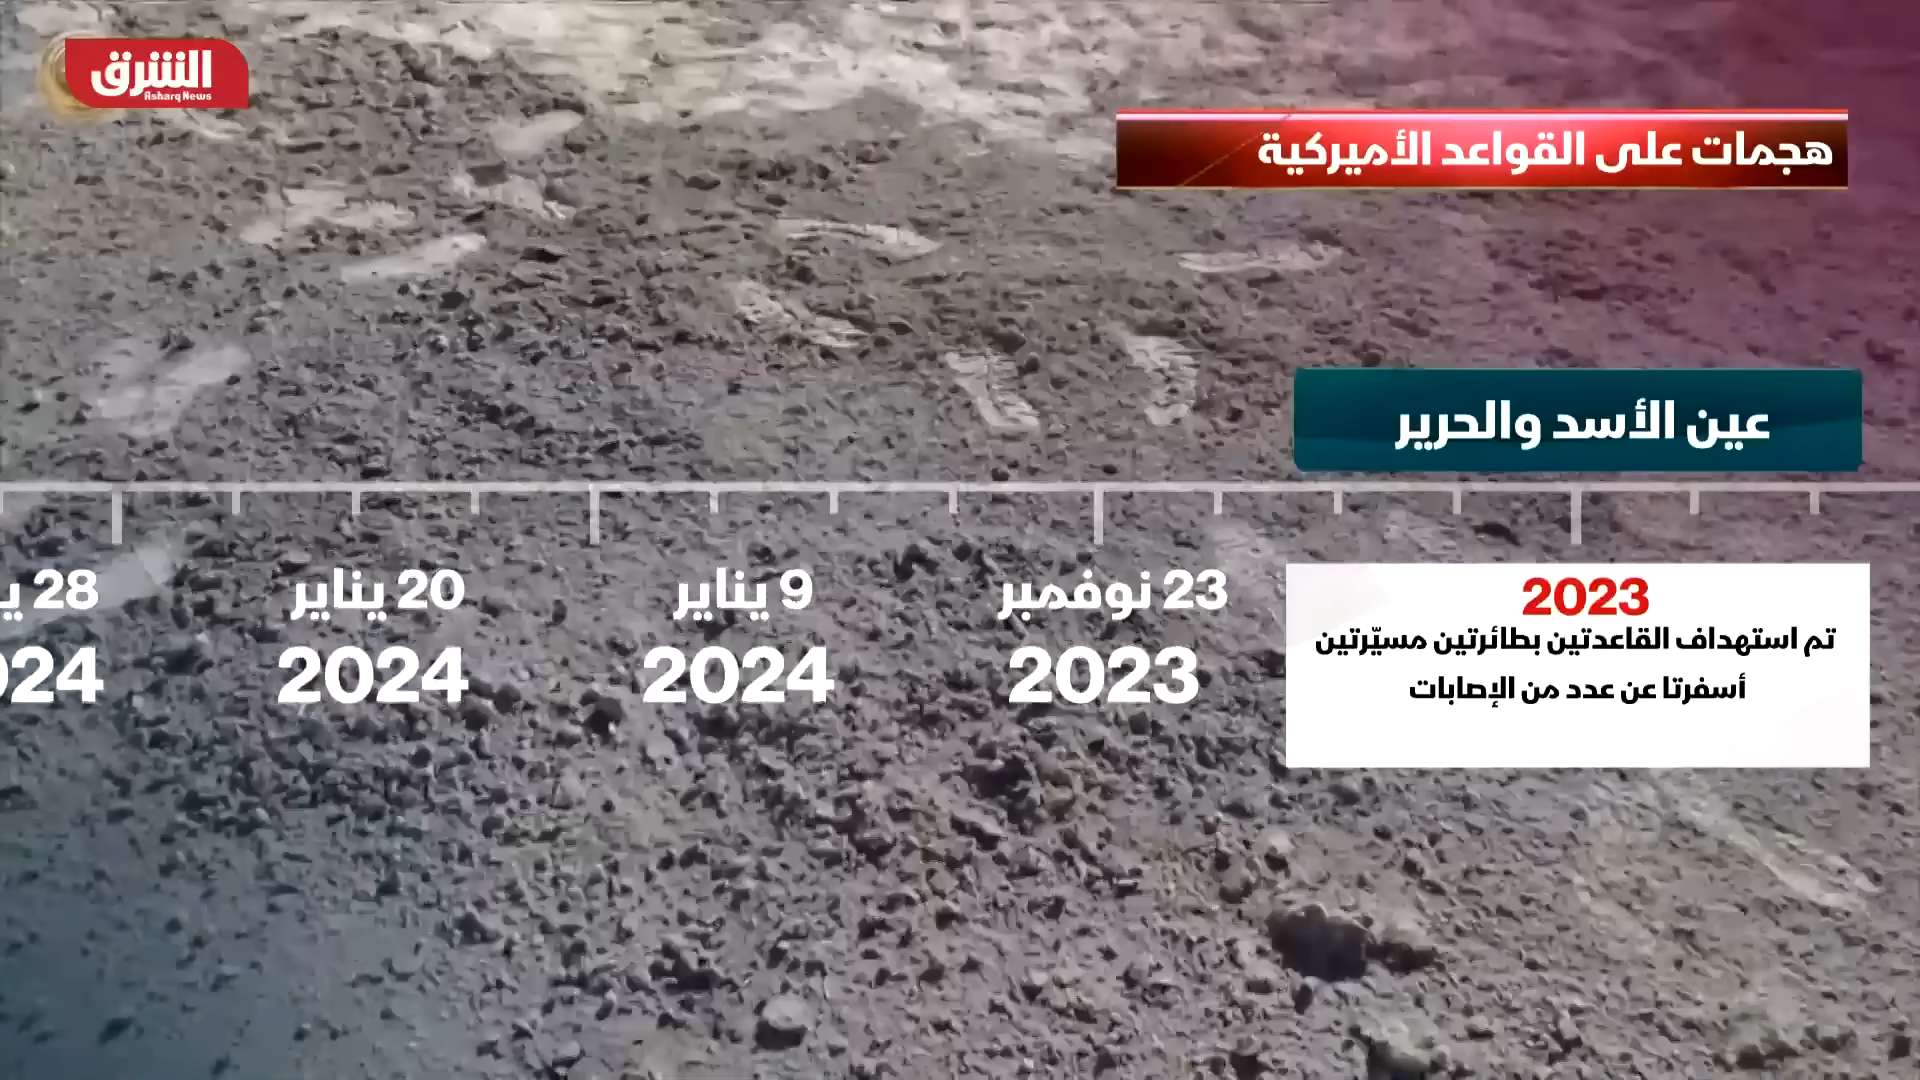 الشرق
Asharq News
هجمات على القواعد الأميركية
عين الأسد والحرير
2023
تم استهداف القاعدتين بطائرتين مسيّرتين
أسفرتا عن عدد من الإصابات
23 نوفمبر
2023
9 يناير
2024
20 يناير
2024
28 ي
024